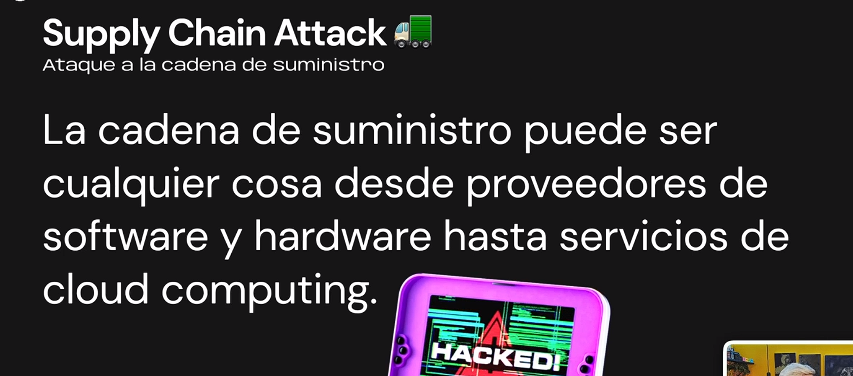 Supply Chain Attack 🚛
Ataque a la cadena de suministro
La cadena de suministro puede ser
cualquier cosa desde proveedores de
software y hardware hasta servicios de
cloud computing.
HACKED!